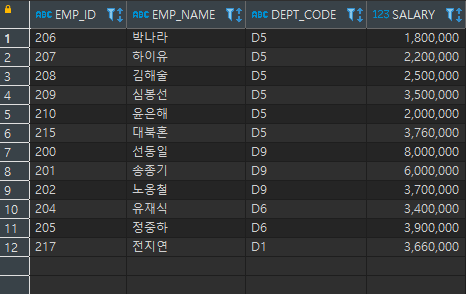 ABC EMP_ID ABC EMP_NAME ABC DEPT_CODE 123 SALARY
1 206 박나라 D5 1,800,000
2 207 하이유 D5 2,200,000
3 208 김해술 D5 2,500,000
4 209 심봉선 D5 3,500,000
5 210 윤은해 D5 2,000,000
6 215 대북혼 D5 3,760,000
7 200 선동일 D9 8,000,000
8 201 송종기 D9 6,000,000
9 202 노옹철 D9 3,700,000
10 204 유재식 D6 3,400,000
11 205 정중하 D6 3,900,000
12 217 전지연 D1 3,660,000